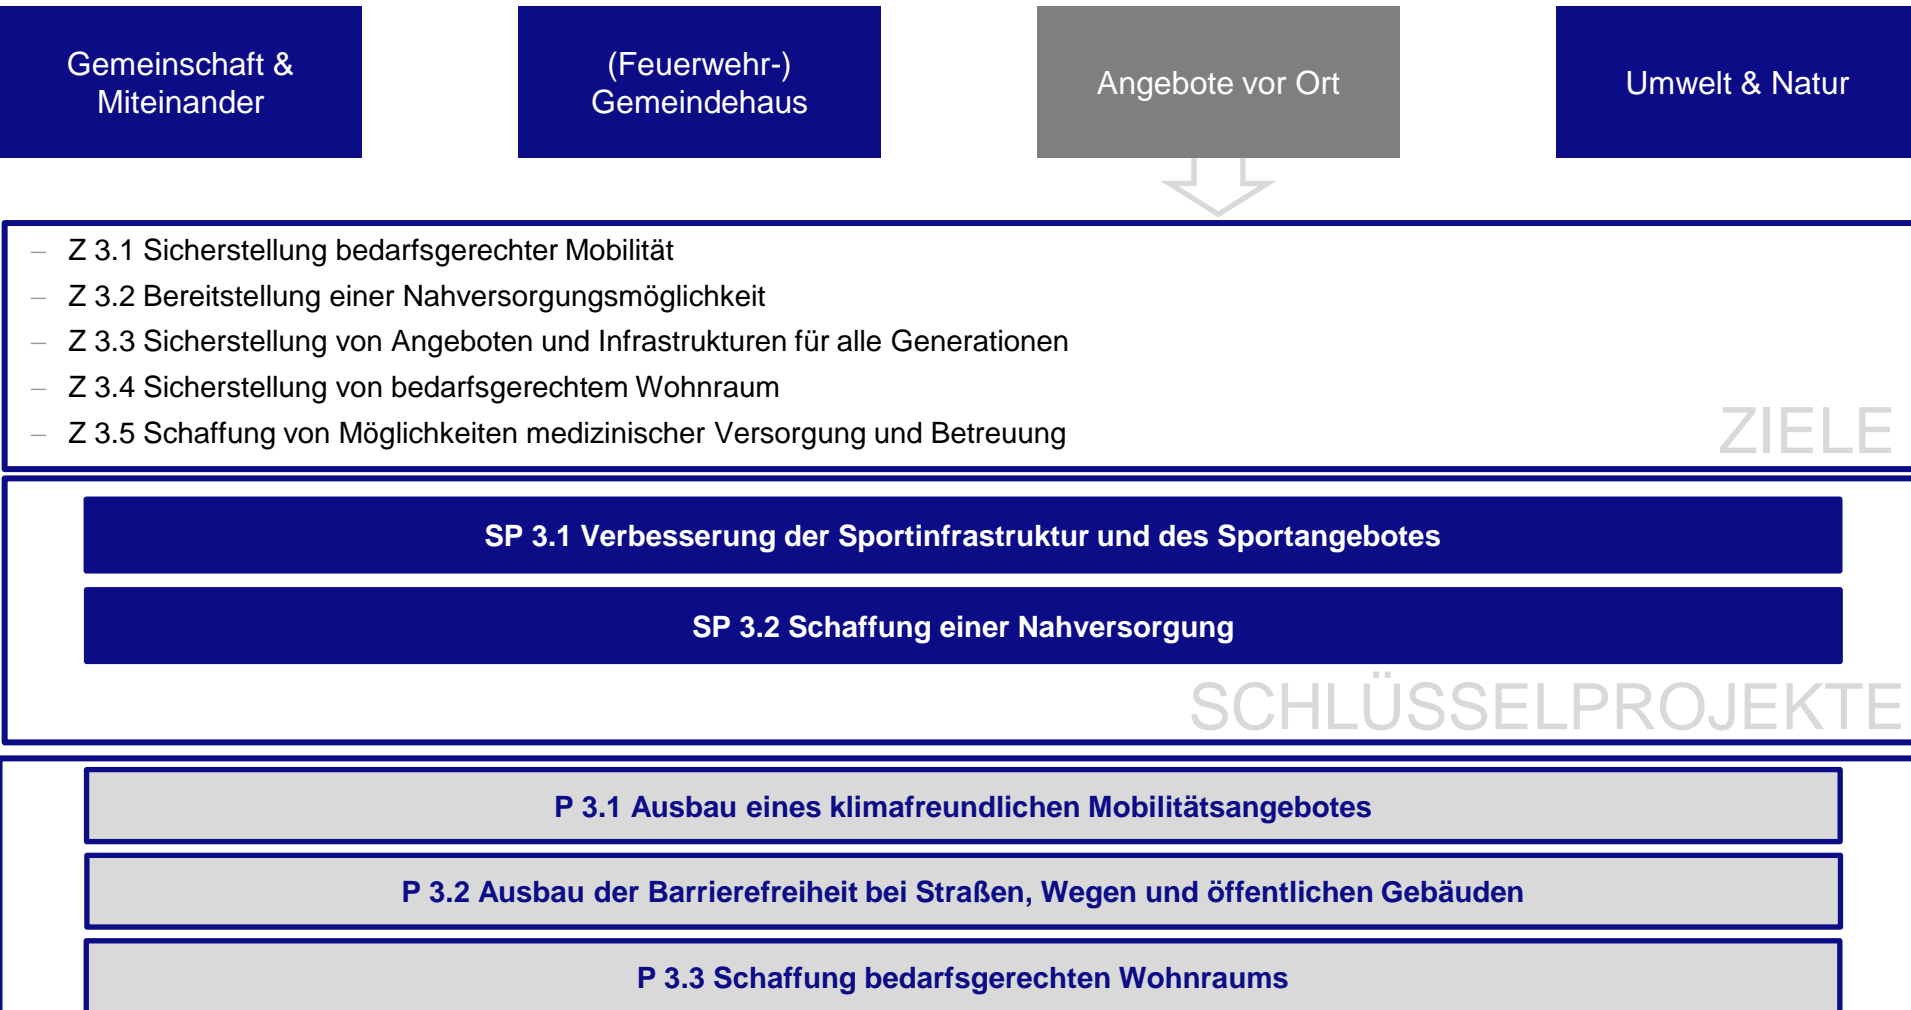 Gemeinschaft &
Miteinander
(Feuerwehr-)
Gemeindehaus
Angebote vor Ort
Umwelt & Natur
– Z 3.1 Sicherstellung bedarfsgerechter Mobilität
– Z 3.2 Bereitstellung einer Nahversorgungsmöglichkeit
– Z 3.3 Sicherstellung von Angeboten und Infrastrukturen für alle Generationen
– Z 3.4 Sicherstellung von bedarfsgerechtem Wohnraum
– Z 3.5 Schaffung von Möglichkeiten medizinischer Versorgung und Betreuung
ZIELE
SP 3.1 Verbesserung der Sportinfrastruktur und des Sportangebotes
SP 3.2 Schaffung einer Nahversorgung
SCHLÜSSELPROJEKTE
P 3.1 Ausbau eines klimafreundlichen Mobilitätsangebotes
P 3.2 Ausbau der Barrierefreiheit bei Straßen, Wegen und öffentlichen Gebäuden
P 3.3 Schaffung bedarfsgerechten Wohnraums